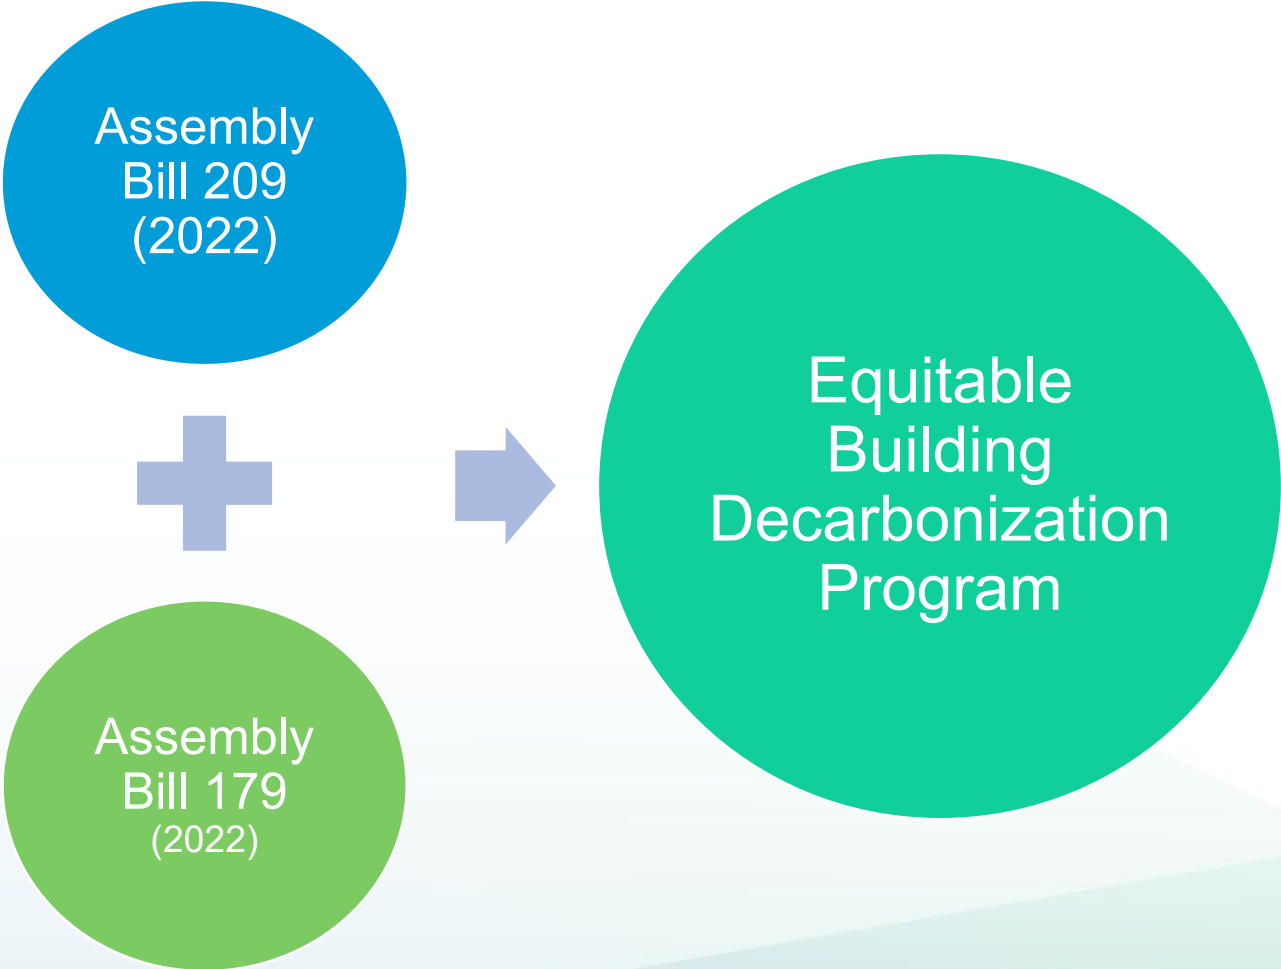 Assembly
Bill 209
(2022)
Assembly
Bill 179
(2022)
Equitable
Building
Decarbonization
Program